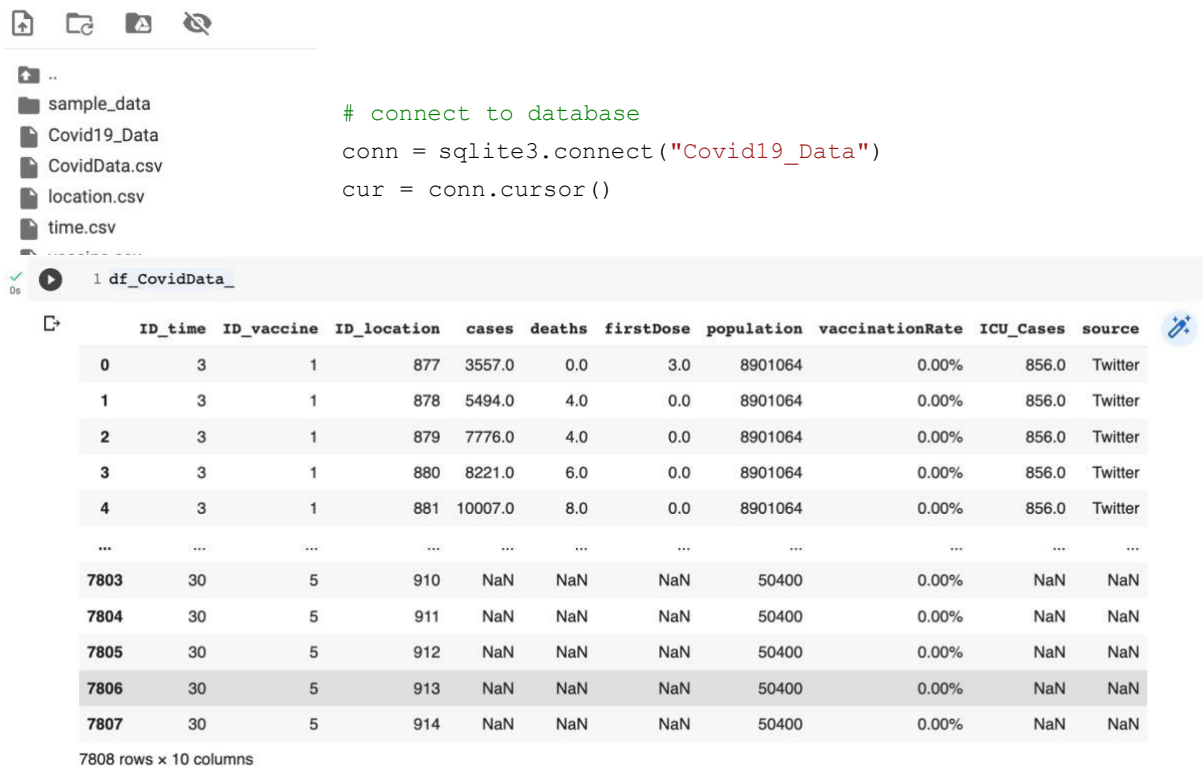 ..
sample_data
Covid19_Data
CovidData.csv
location.csv
time.csv
# connect to database
conn = sqlite3.connect("Covid19_Data")
cur = conn.cursor()
0s
1 df_CovidData_
ID_time ID_vaccine ID_location cases deaths firstDose population vaccinationRate ICU_Cases source
0 3 1 877 3557.0 0.0 3.0 8901064 0.00% 856.0 Twitter
1 3 1 878 5494.0 4.0 0.0 8901064 0.00% 856.0 Twitter
2 3 1 879 7776.0 4.0 0.0 8901064 0.00% 856.0 Twitter
3 3 1 880 8221.0 6.0 0.0 8901064 0.00% 856.0 Twitter
4 3 1 881 10007.0 8.0 0.0 8901064 0.00% 856.0 Twitter
... ... ... ... ... ... ... ... ... ... ...
7803 30 5 910 NaN NaN NaN 50400 0.00% NaN NaN
7804 30 5 911 NaN NaN NaN 50400 0.00% NaN NaN
7805 30 5 912 NaN NaN NaN 50400 0.00% NaN NaN
7806 30 5 913 NaN NaN NaN 50400 0.00% NaN NaN
7807 30 5 914 NaN NaN NaN 50400 0.00% NaN NaN
7808 rows × 10 columns